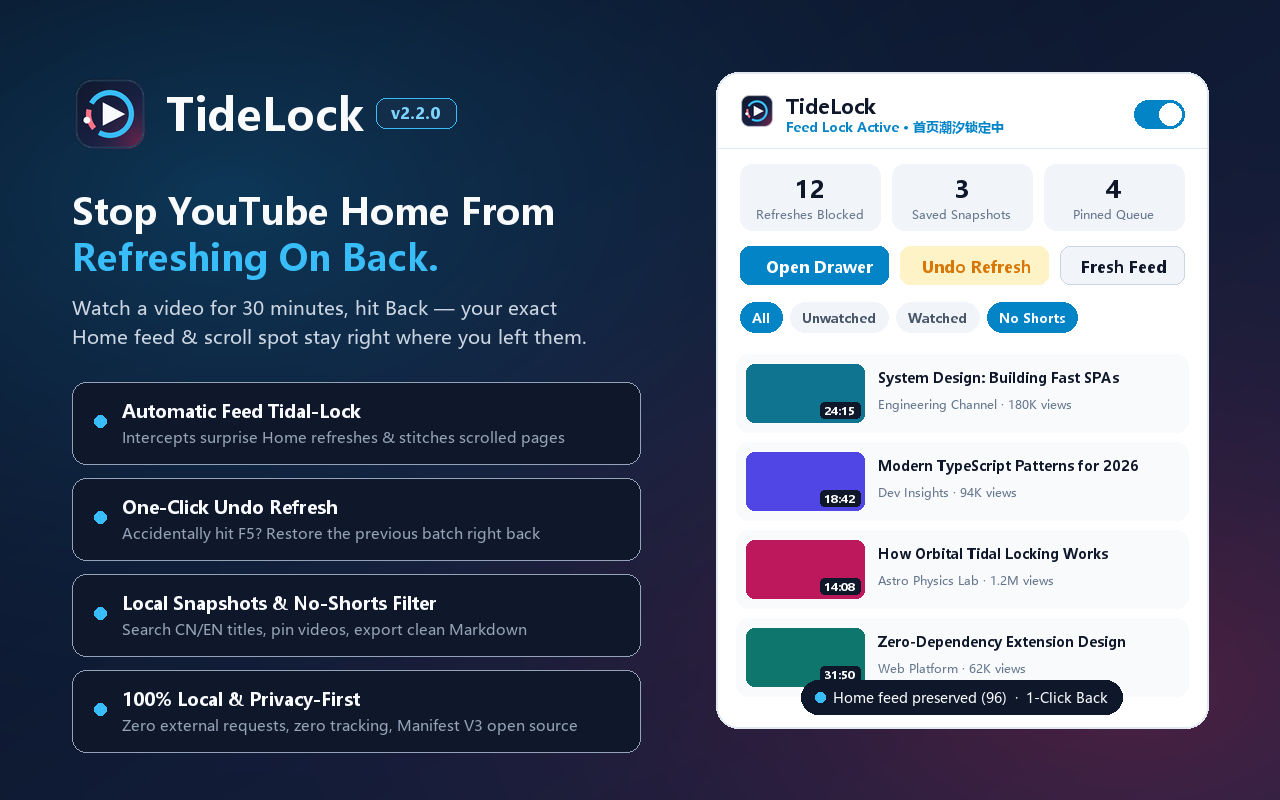 TideLock
v2.2.0
Stop YouTube Home From
Refreshing On Back.
Watch a video for 30 minutes, hit Back — your exact
Home feed & scroll spot stay right where you left them.
Automatic Feed Tidal-Lock
Intercepts surprise Home refreshes & stitches scrolled pages
One-Click Undo Refresh
Accidentally hit F5? Restore the previous batch right back
Local Snapshots & No-Shorts Filter
Search CN/EN titles, pin videos, export clean Markdown
100% Local & Privacy-First
Zero external requests, zero tracking, Manifest V3 open source
TideLock
Feed Lock Active • 首页潮汐锁定中
12
Refreshes Blocked
3
Saved Snapshots
4
Pinned Queue
Open Drawer
Undo Refresh
Fresh Feed
All
Unwatched
Watched
No Shorts
24:15
System Design: Building Fast SPAs
Engineering Channel · 180K views
18:42
Modern TypeScript Patterns for 2026
Dev Insights · 94K views
14:08
How Orbital Tidal Locking Works
Astro Physics Lab · 1.2M views
31:50
Zero-Dependency Extension Design
Web Platform · 62K views
Home feed preserved (96) · 1-Click Back